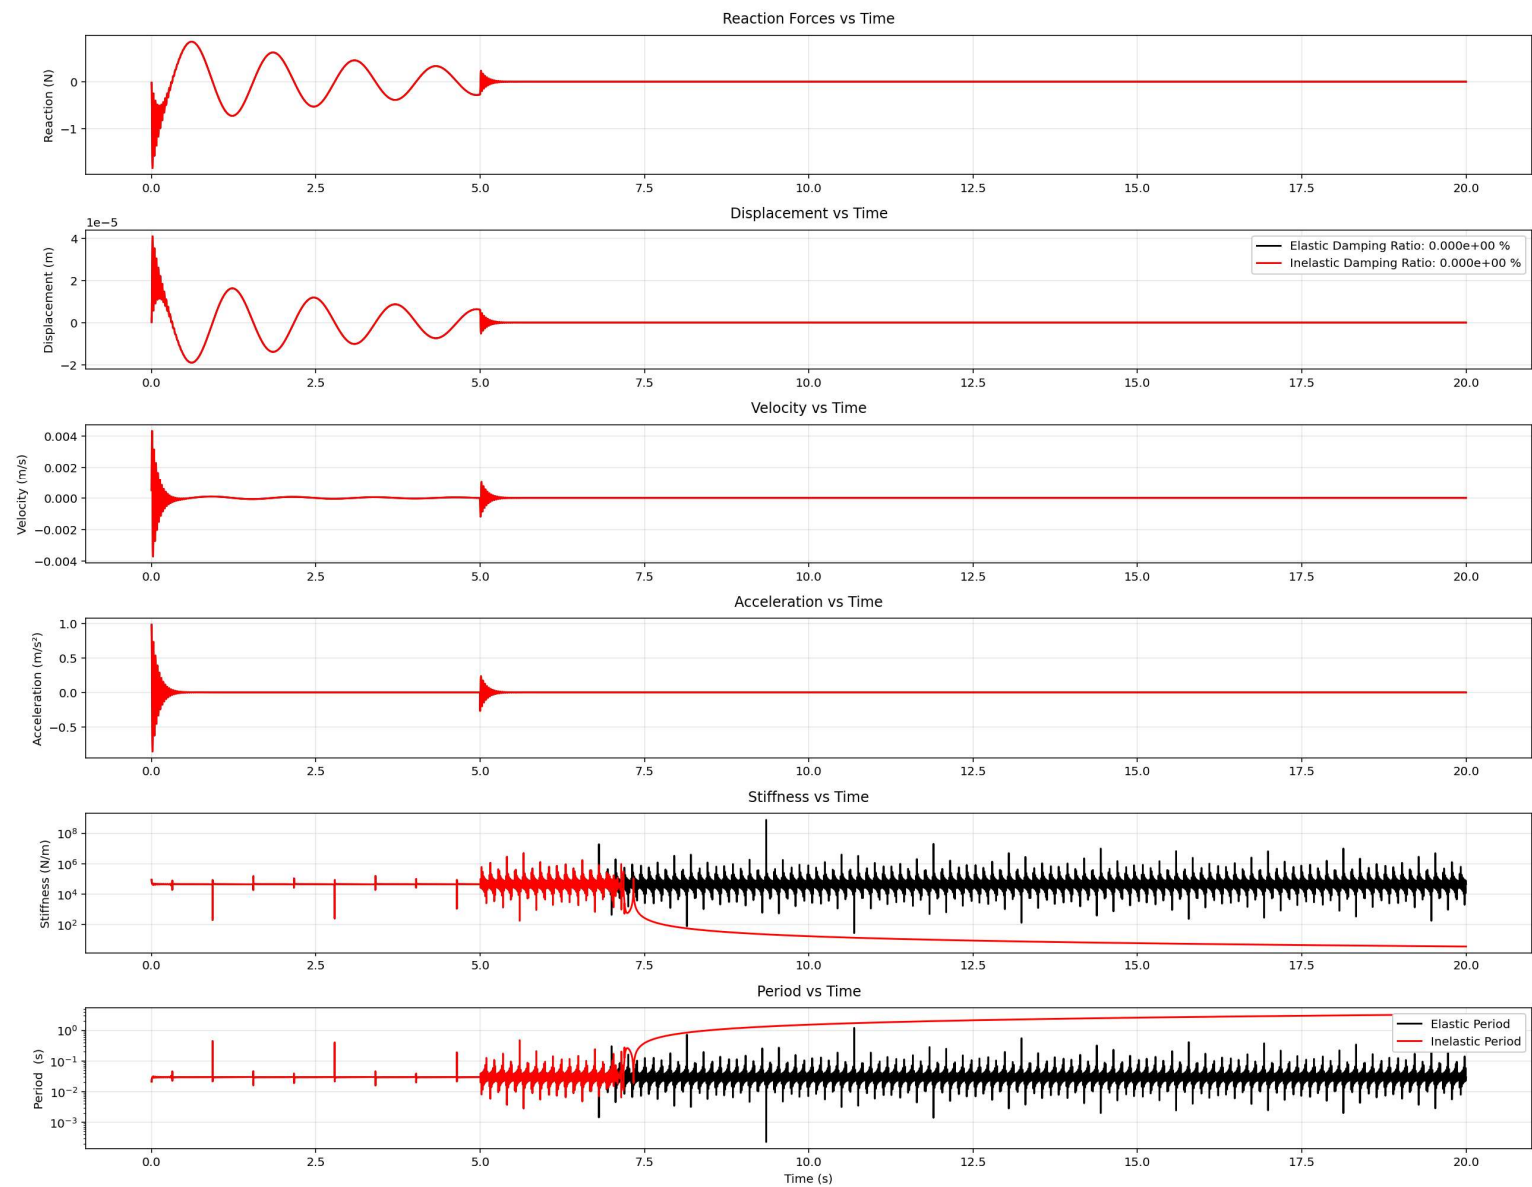 Reaction Forces vs Time
Reaction (N)
0
−1
0.0 2.5 5.0 7.5 10.0 12.5 15.0 17.5 20.0
Displacement vs Time
1e−5
Displacement (m)
4
2
0
−2
Elastic Damping Ratio: 0.000e+00 %
Inelastic Damping Ratio: 0.000e+00 %
0.0 2.5 5.0 7.5 10.0 12.5 15.0 17.5 20.0
Velocity vs Time
Velocity (m/s)
0.004
0.002
0.000
−0.002
−0.004
0.0 2.5 5.0 7.5 10.0 12.5 15.0 17.5 20.0
Acceleration vs Time
Acceleration (m/s²)
1.0
0.5
0.0
−0.5
0.0 2.5 5.0 7.5 10.0 12.5 15.0 17.5 20.0
Stiffness vs Time
Stiffness (N/m)
10⁸
10⁶
10⁴
10²
0.0 2.5 5.0 7.5 10.0 12.5 15.0 17.5 20.0
Period vs Time
Period (s)
10⁰
10⁻¹
10⁻²
10⁻³
Elastic Period
Inelastic Period
0.0 2.5 5.0 7.5 10.0 12.5 15.0 17.5 20.0
Time (s)